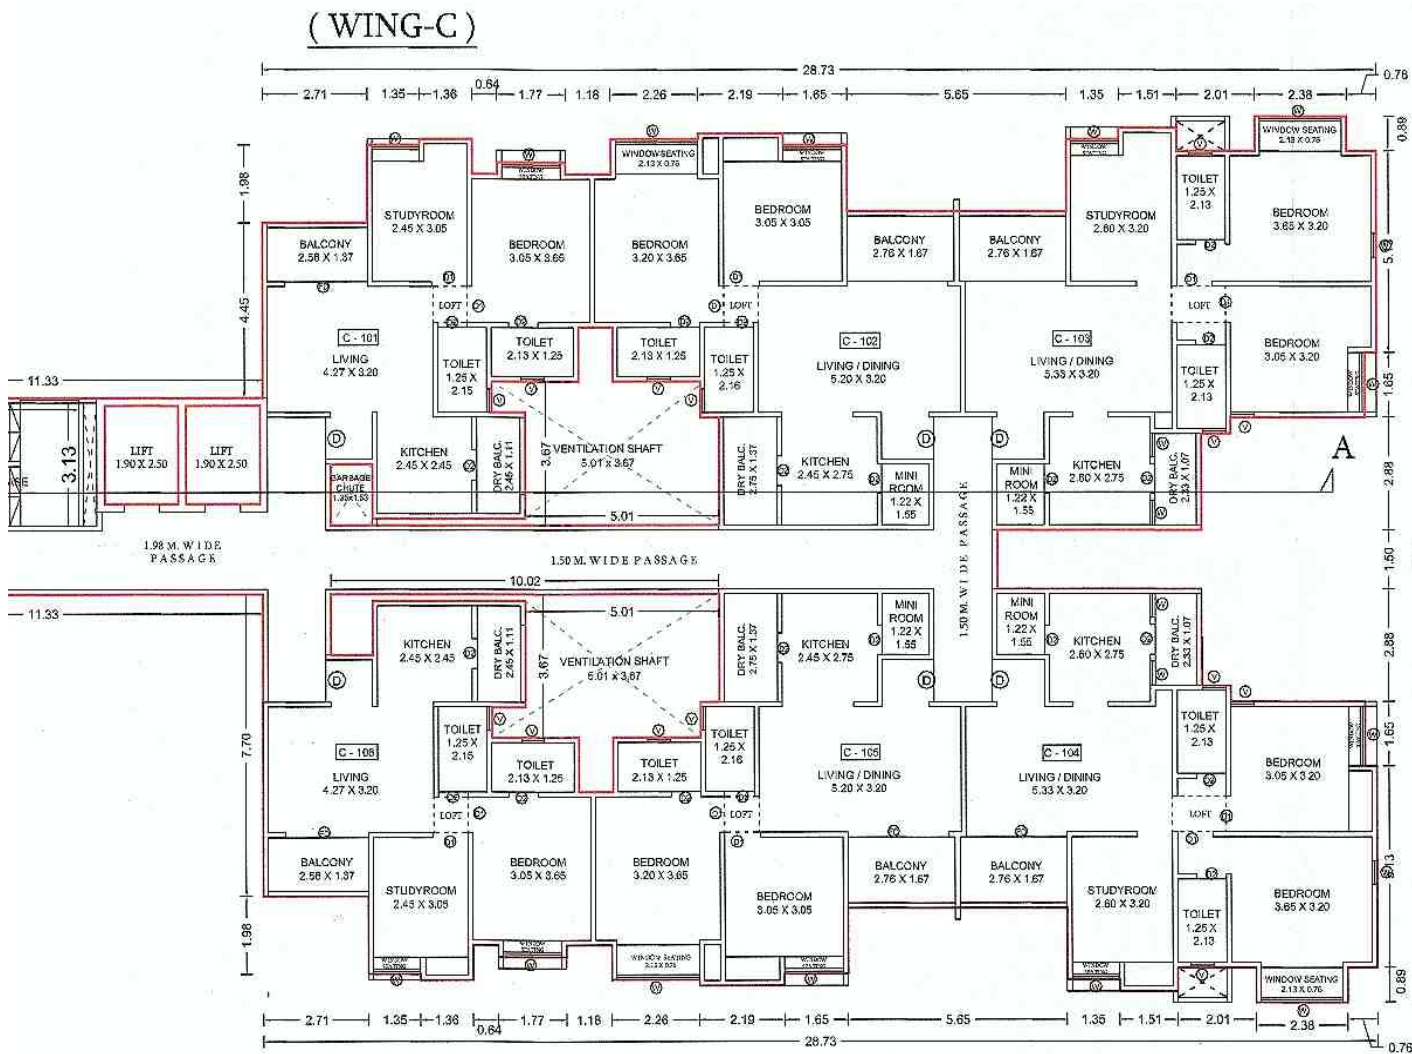 ( WING-C )
28.73
0.76
2.71
1.35
1.36
0.64
1.77
1.18
2.26
2.19
1.65
5.65
1.35
1.51
2.01
2.38
0.89
WINDOW SEATING
2.13 X 0.76
WINDOW SEATING
2.13 X 0.76
1.98
STUDYROOM
2.45 X 3.05
BEDROOM
3.05 X 3.65
BEDROOM
3.20 X 3.65
BEDROOM
3.05 X 3.05
STUDYROOM
2.60 X 3.20
TOILET
1.25 X
2.13
BEDROOM
3.65 X 3.20
BALCONY
2.58 X 1.37
BALCONY
2.76 X 1.67
BALCONY
2.76 X 1.67
4.45
LOFT
LOFT
LOFT
C - 101
LIVING
4.27 X 3.20
TOILET
1.25 X
2.15
TOILET
2.13 X 1.25
TOILET
2.13 X 1.25
TOILET
1.25 X
2.16
C - 102
LIVING / DINING
5.20 X 3.20
C - 103
LIVING / DINING
5.33 X 3.20
TOILET
1.25 X
2.13
BEDROOM
3.05 X 3.20
1.65
11.33
3.13
LIFT
1.90 X 2.50
LIFT
1.90 X 2.50
D
GARBAGE
CHUTE
KITCHEN
2.45 X 2.45
DRY BALC.
2.45 X 1.11
3.67
VENTILATION SHAFT
5.01 x 3.67
5.01
DRY BALC.
2.75 X 1.37
KITCHEN
2.45 X 2.75
MINI
ROOM
1.22 X
1.55
D
1.50 M. WIDE PASSAGE
D
MINI
ROOM
1.22 X
1.55
KITCHEN
2.60 X 2.75
DRY BALC.
2.33 X 1.07
A
2.88
1.98 M. WIDE
PASSAGE
1.50 M. WIDE PASSAGE
1.50
10.02
11.33
5.01
KITCHEN
2.45 X 2.45
DRY BALC.
2.45 X 1.11
3.67
VENTILATION SHAFT
5.01 x 3.67
DRY BALC.
2.75 X 1.37
KITCHEN
2.45 X 2.75
MINI
ROOM
1.22 X
1.55
MINI
ROOM
1.22 X
1.55
KITCHEN
2.60 X 2.75
DRY BALC.
2.33 X 1.07
2.88
D
D
D
7.70
C - 106
LIVING
4.27 X 3.20
TOILET
1.25 X
2.15
TOILET
2.13 X 1.25
TOILET
2.13 X 1.25
TOILET
1.25 X
2.16
C - 105
LIVING / DINING
5.20 X 3.20
C - 104
LIVING / DINING
5.33 X 3.20
TOILET
1.25 X
2.13
BEDROOM
3.05 X 3.20
1.65
LOFT
LOFT
LOFT
BALCONY
2.58 X 1.37
STUDYROOM
2.45 X 3.05
BEDROOM
3.05 X 3.65
BEDROOM
3.20 X 3.65
BEDROOM
3.05 X 3.05
BALCONY
2.76 X 1.67
BALCONY
2.76 X 1.67
STUDYROOM
2.60 X 3.20
TOILET
1.25 X
2.13
BEDROOM
3.65 X 3.20
1.98
WINDOW SEATING
2.13 X 0.76
WINDOW SEATING
2.13 X 0.76
0.89
2.71
1.35
1.36
0.64
1.77
1.18
2.26
2.19
1.65
5.65
1.35
1.51
2.01
2.38
28.73
0.76